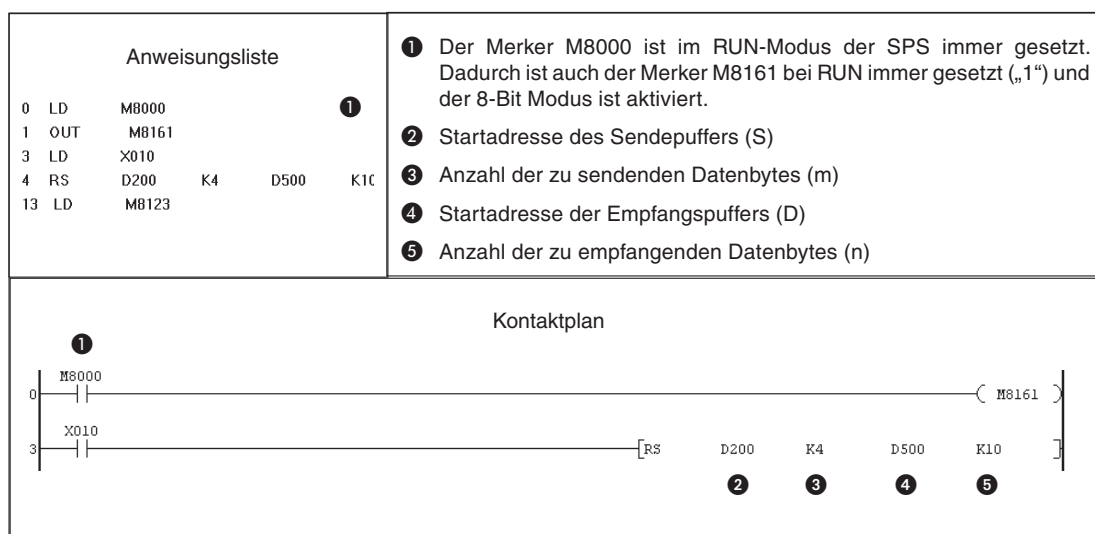 Anweisungsliste
0 LD M8000 ❶
1 OUT M8161
3 LD X010
4 RS D200 K4 D500 K10
13 LD M8123
❶ Der Merker M8000 ist im RUN-Modus der SPS immer gesetzt.
Dadurch ist auch der Merker M8161 bei RUN immer gesetzt („1“) und
der 8-Bit Modus ist aktiviert.
❷ Startadresse des Sendepuffers (S)
❸ Anzahl der zu sendenden Datenbytes (m)
❹ Startadresse der Empfangspuffers (D)
❺ Anzahl der zu empfangenden Datenbytes (n)
Kontaktplan
❶
M8000
0 M8161
X010
3 RS D200 K4 D500 K10
❷ ❸ ❹ ❺